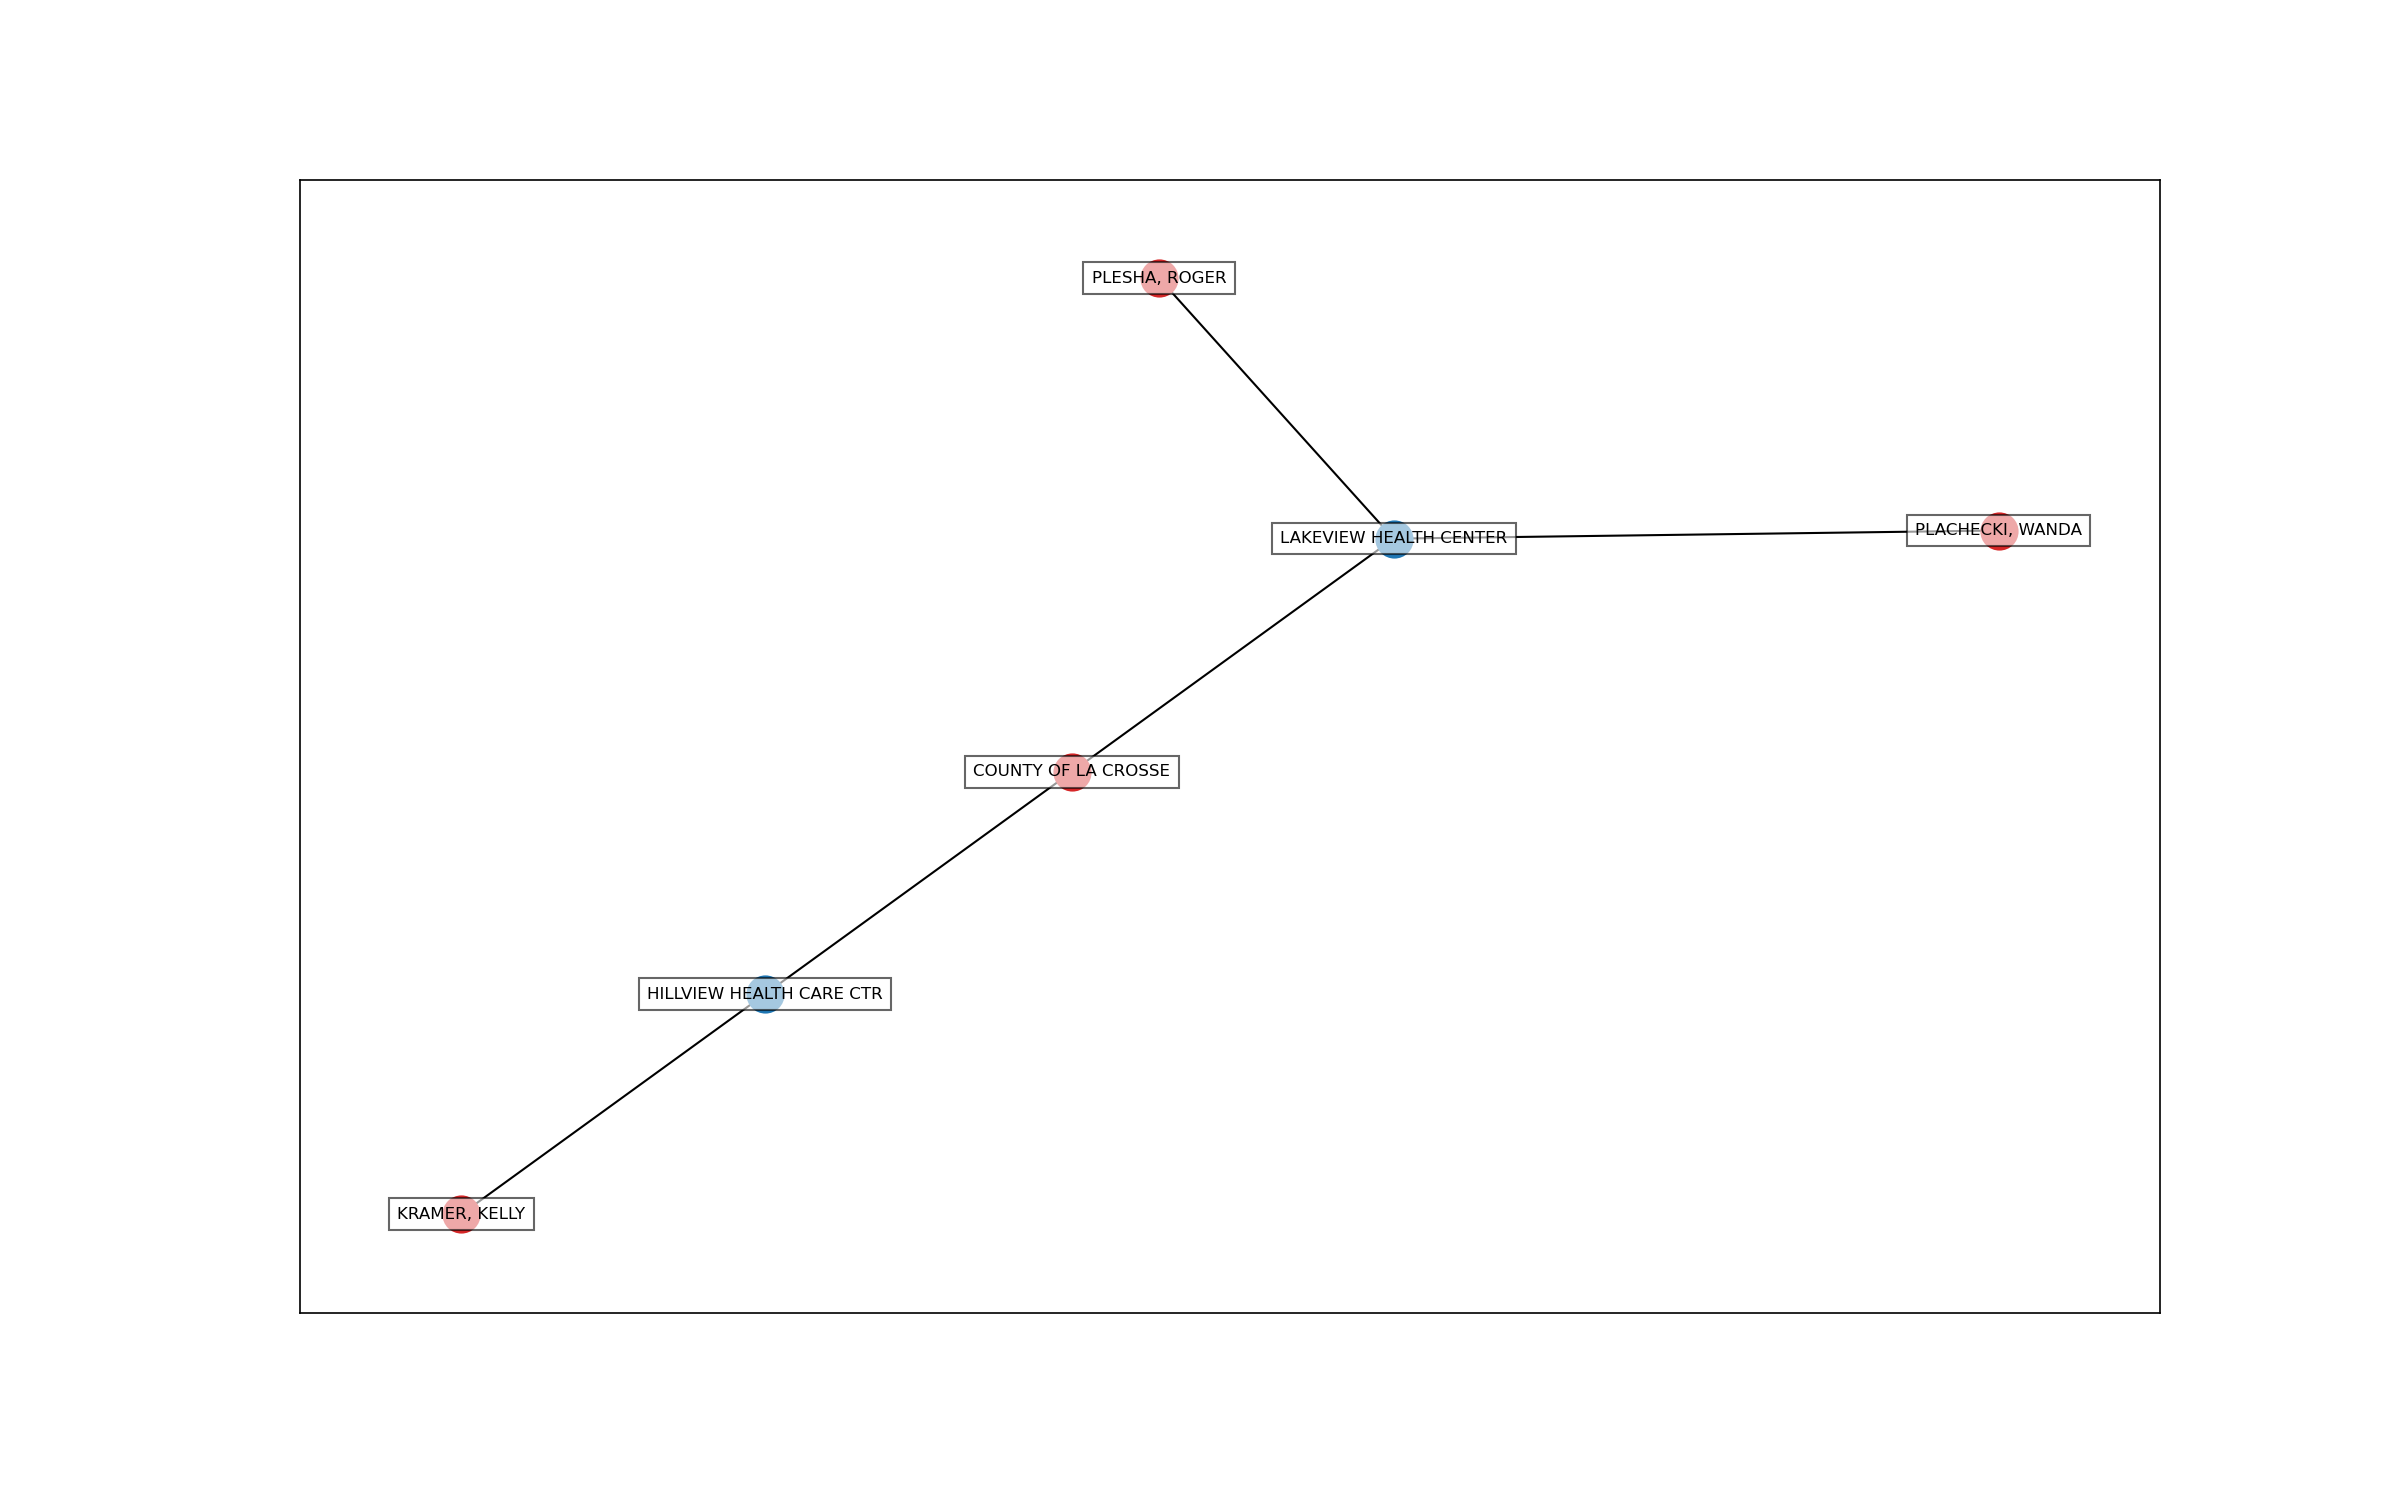 PLESHA, ROGER
PLACHECKI, WANDA
LAKEVIEW HEALTH CENTER
COUNTY OF LA CROSSE
HILLVIEW HEALTH CARE CTR
KRAMER, KELLY